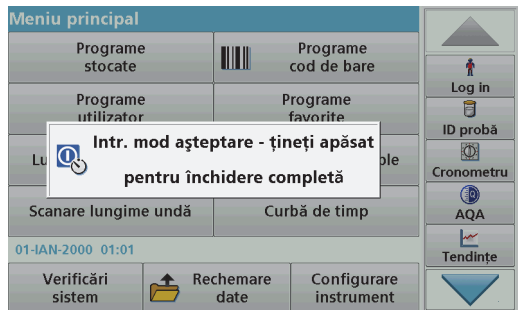 Meniu principal
Programe
stocate
Programe
cod de bare
Log in
Programe
utilizator
Programe
favorite
ID probă
Intr. mod aşteptare - ţineţi apăsat
pentru închidere completă
Lu
ple
Cronometru
Scanare lungime undă
Curbă de timp
AQA
01-IAN-2000 01:01
Tendinţe
Verificări
sistem
Rechemare
date
Configurare
instrument